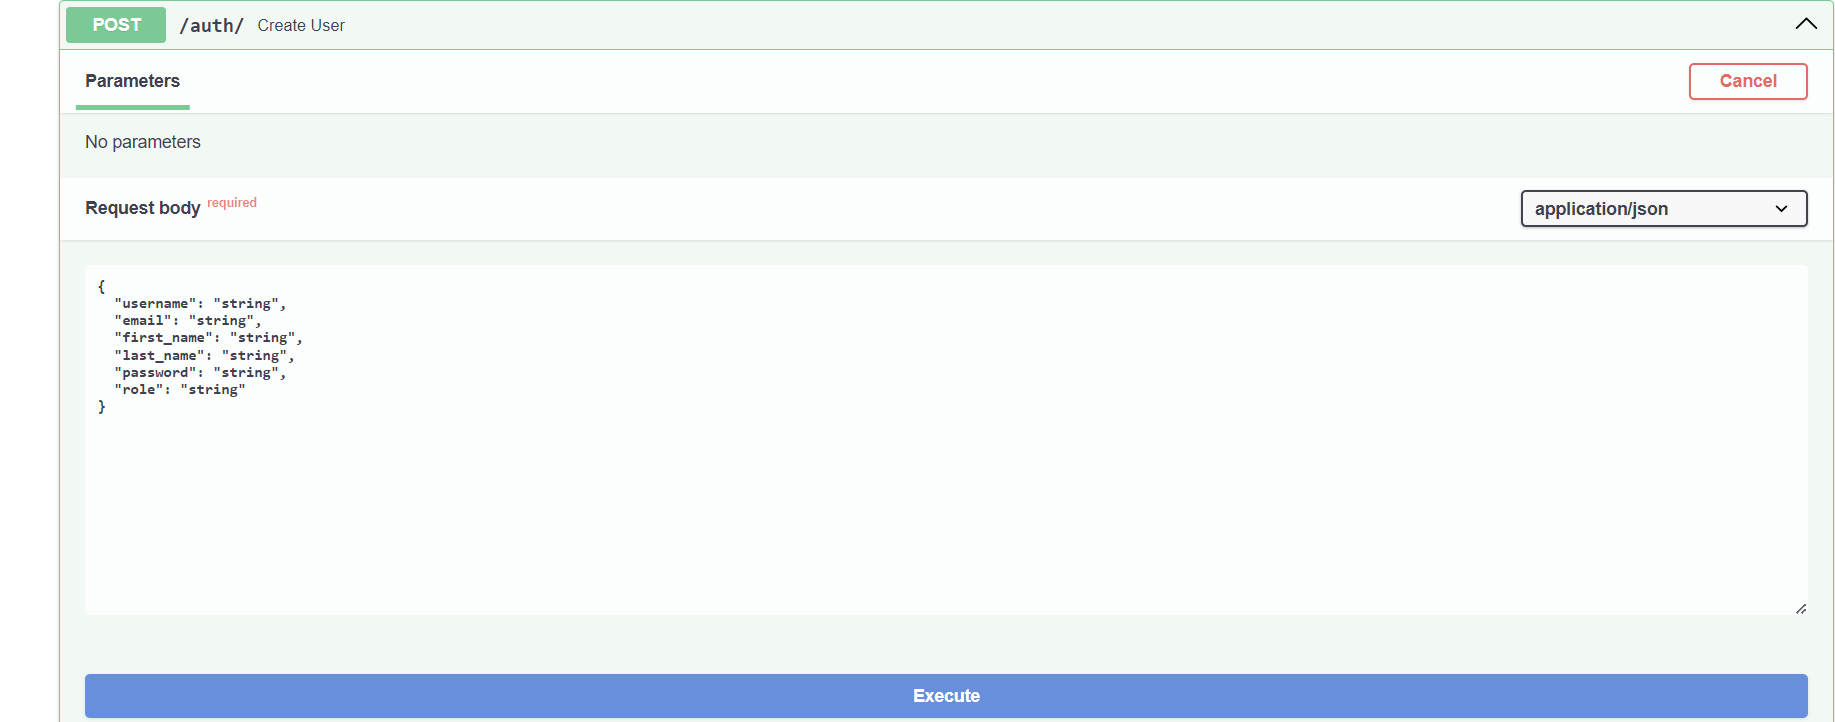 POST /auth/ Create User
Parameters
Cancel
No parameters
Request body required
application/json
{
  "username": "string",
  "email": "string",
  "first_name": "string",
  "last_name": "string",
  "password": "string",
  "role": "string"
}
Execute